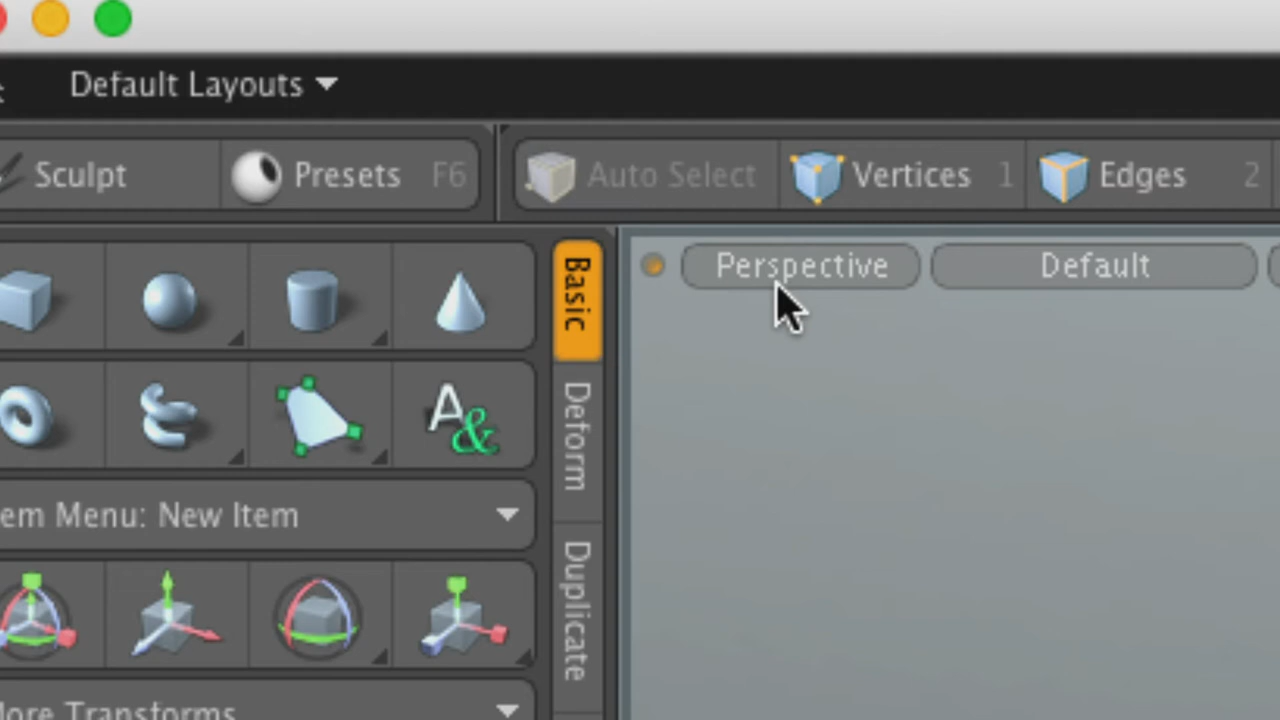 Default Layouts
Sculpt
Presets F6
Auto Select
Vertices 1
Edges 2
Basic
Perspective
Default
Deform
A&
em Menu: New Item
Duplicate
ore Transforms